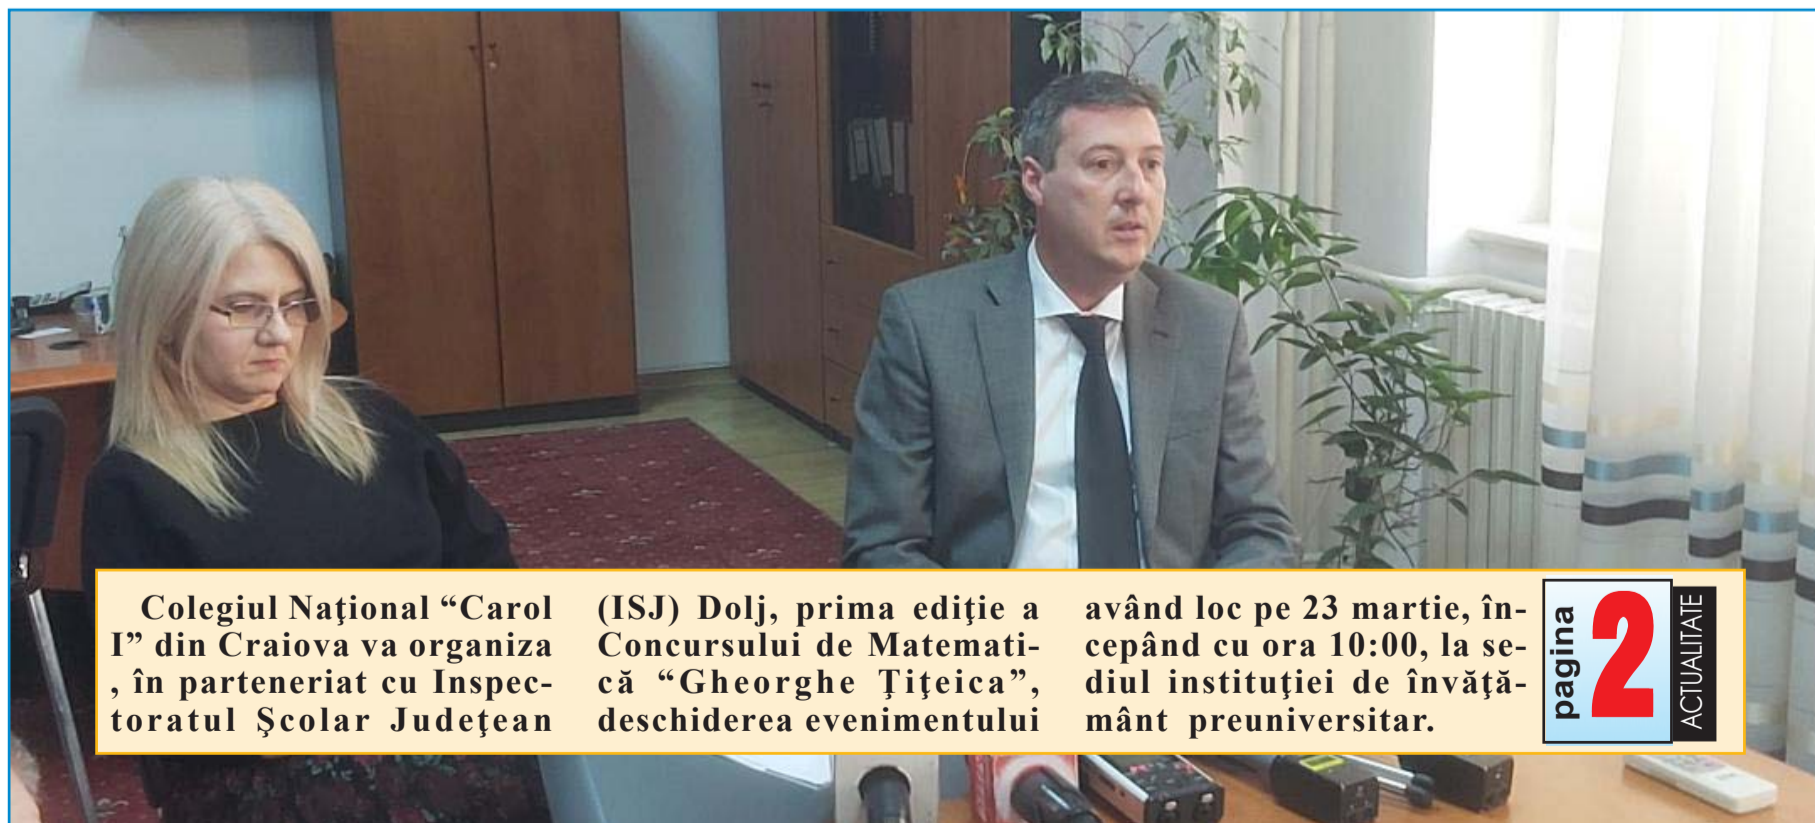 Colegiul Naţional “Carol
I” din Craiova va organiza
, în parteneriat cu Inspec-
toratul Şcolar Judeţean
(ISJ) Dolj, prima ediţie a
Concursului de Matemati-
că “Gheorghe Ţiţeica”,
deschiderea evenimentului
având loc pe 23 martie, în-
cepând cu ora 10:00, la se-
diul instituţiei de învăţă-
mânt preuniversitar.
pagina
2
ACTUALITATE